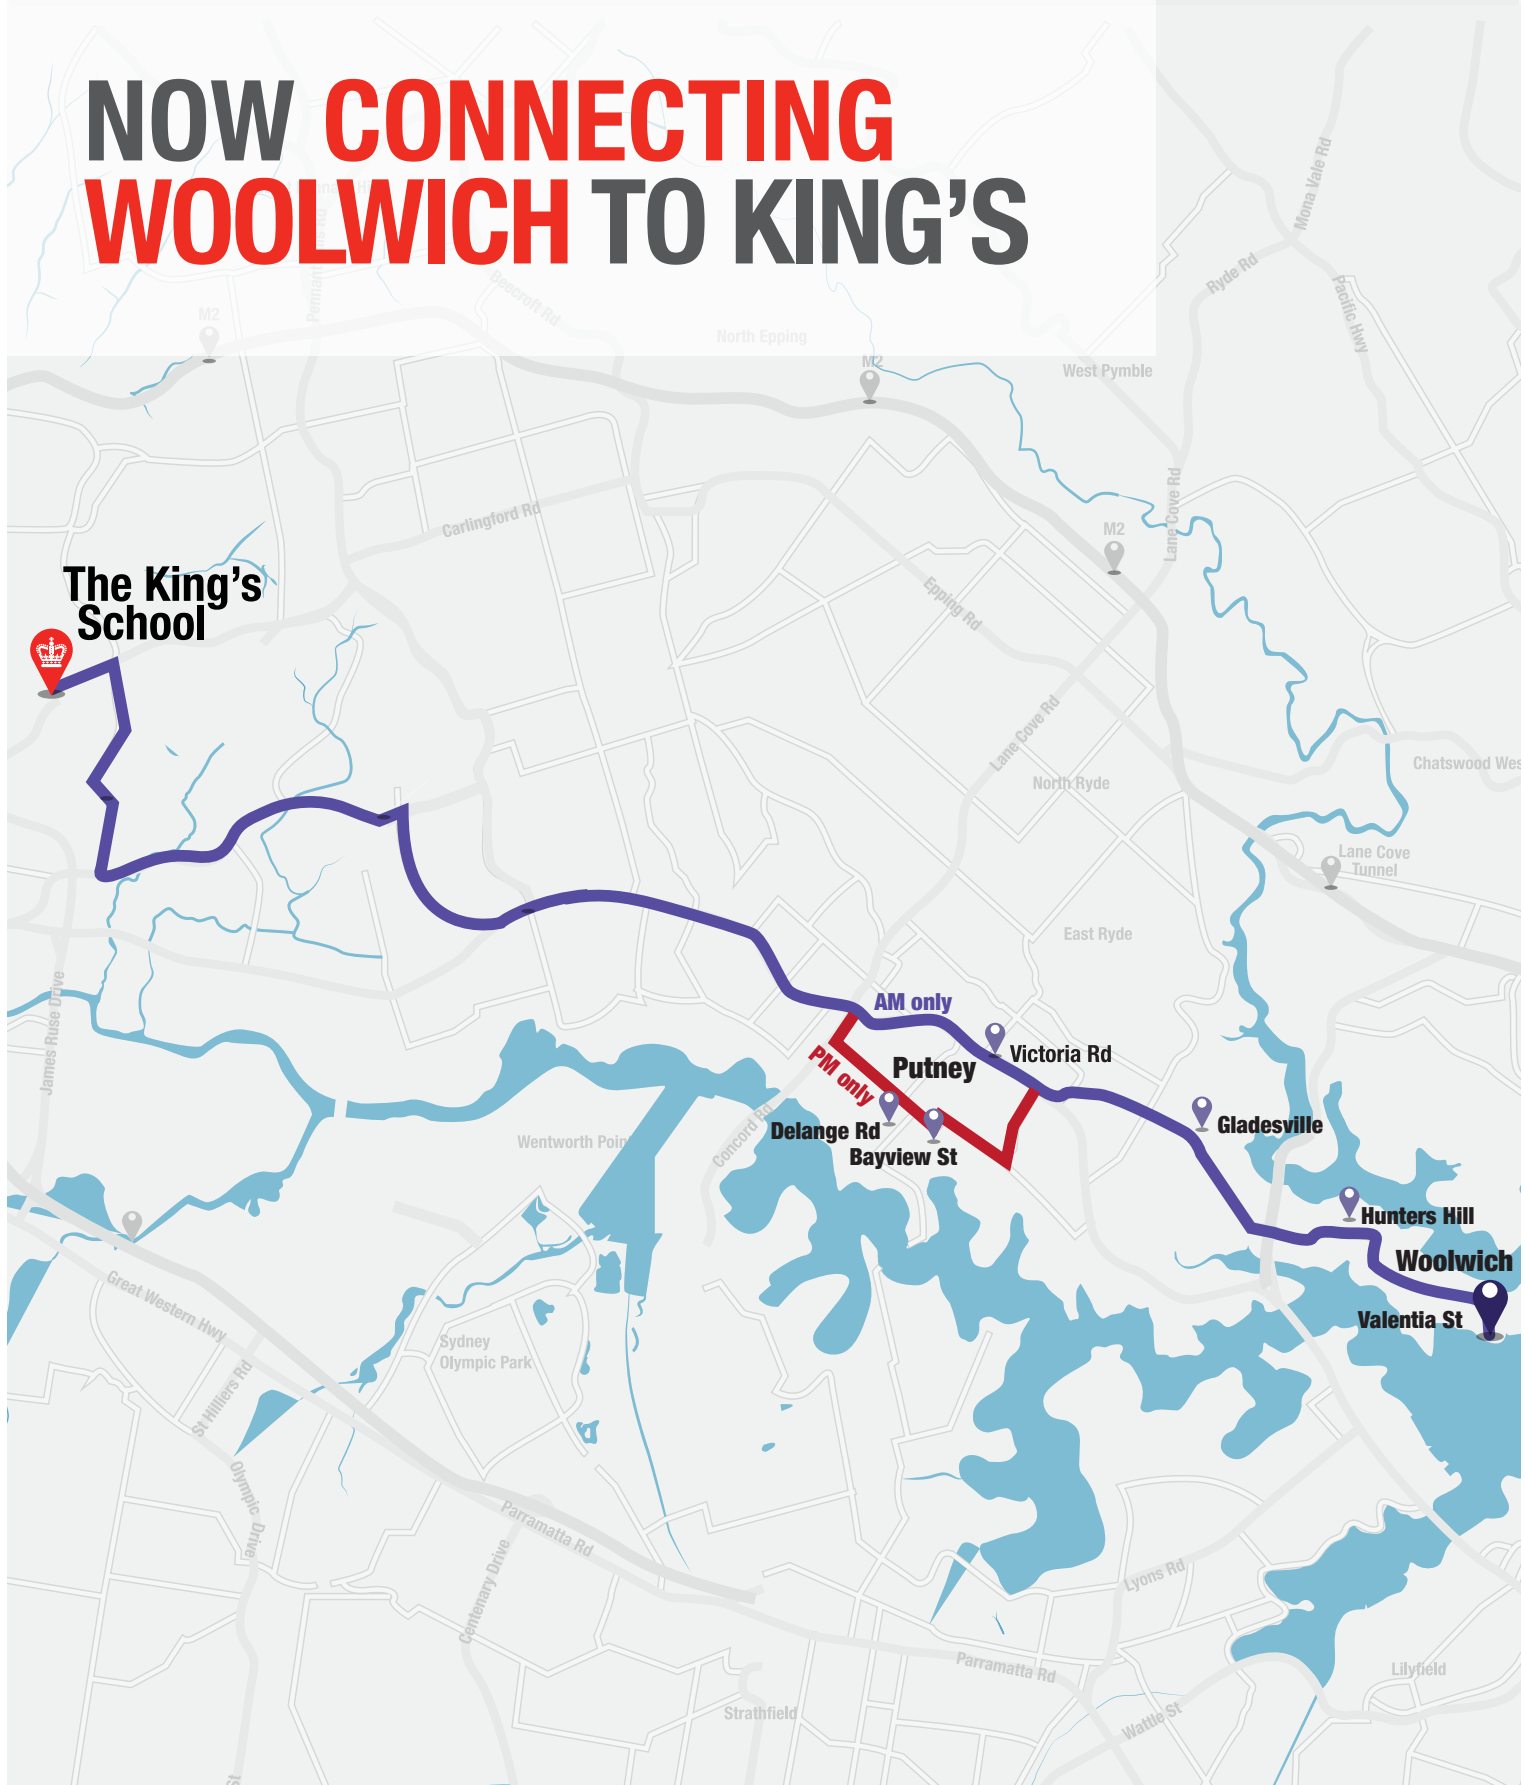 NOW CONNECTING
WOOLWICH TO KING'S
Mona Vale Rd
Ryde Rd
Pacific Hwy
Beecroft Rd
M2
North Epping
M2
West Pymble
Lane Cove Rd
Carlingford Rd
M2
The King's
School
Epping Rd
Lane Cove Rd
North Ryde
Chatswood Wes
Lane Cove
Tunnel
East Ryde
James Ruse Drive
AM only
Victoria Rd
Putney
PM only
Delange Rd
Bayview St
Concord Rd
Wentworth Poin
Gladesville
Hunters Hill
Woolwich
Valentia St
Great Western Hwy
Sydney
Olympic Park
St Hilliers Rd
Olympic Drive
Parramatta Rd
Centenary Drive
Lyons Rd
Parramatta Rd
Lilyfield
Strathfield
Wattle St
St